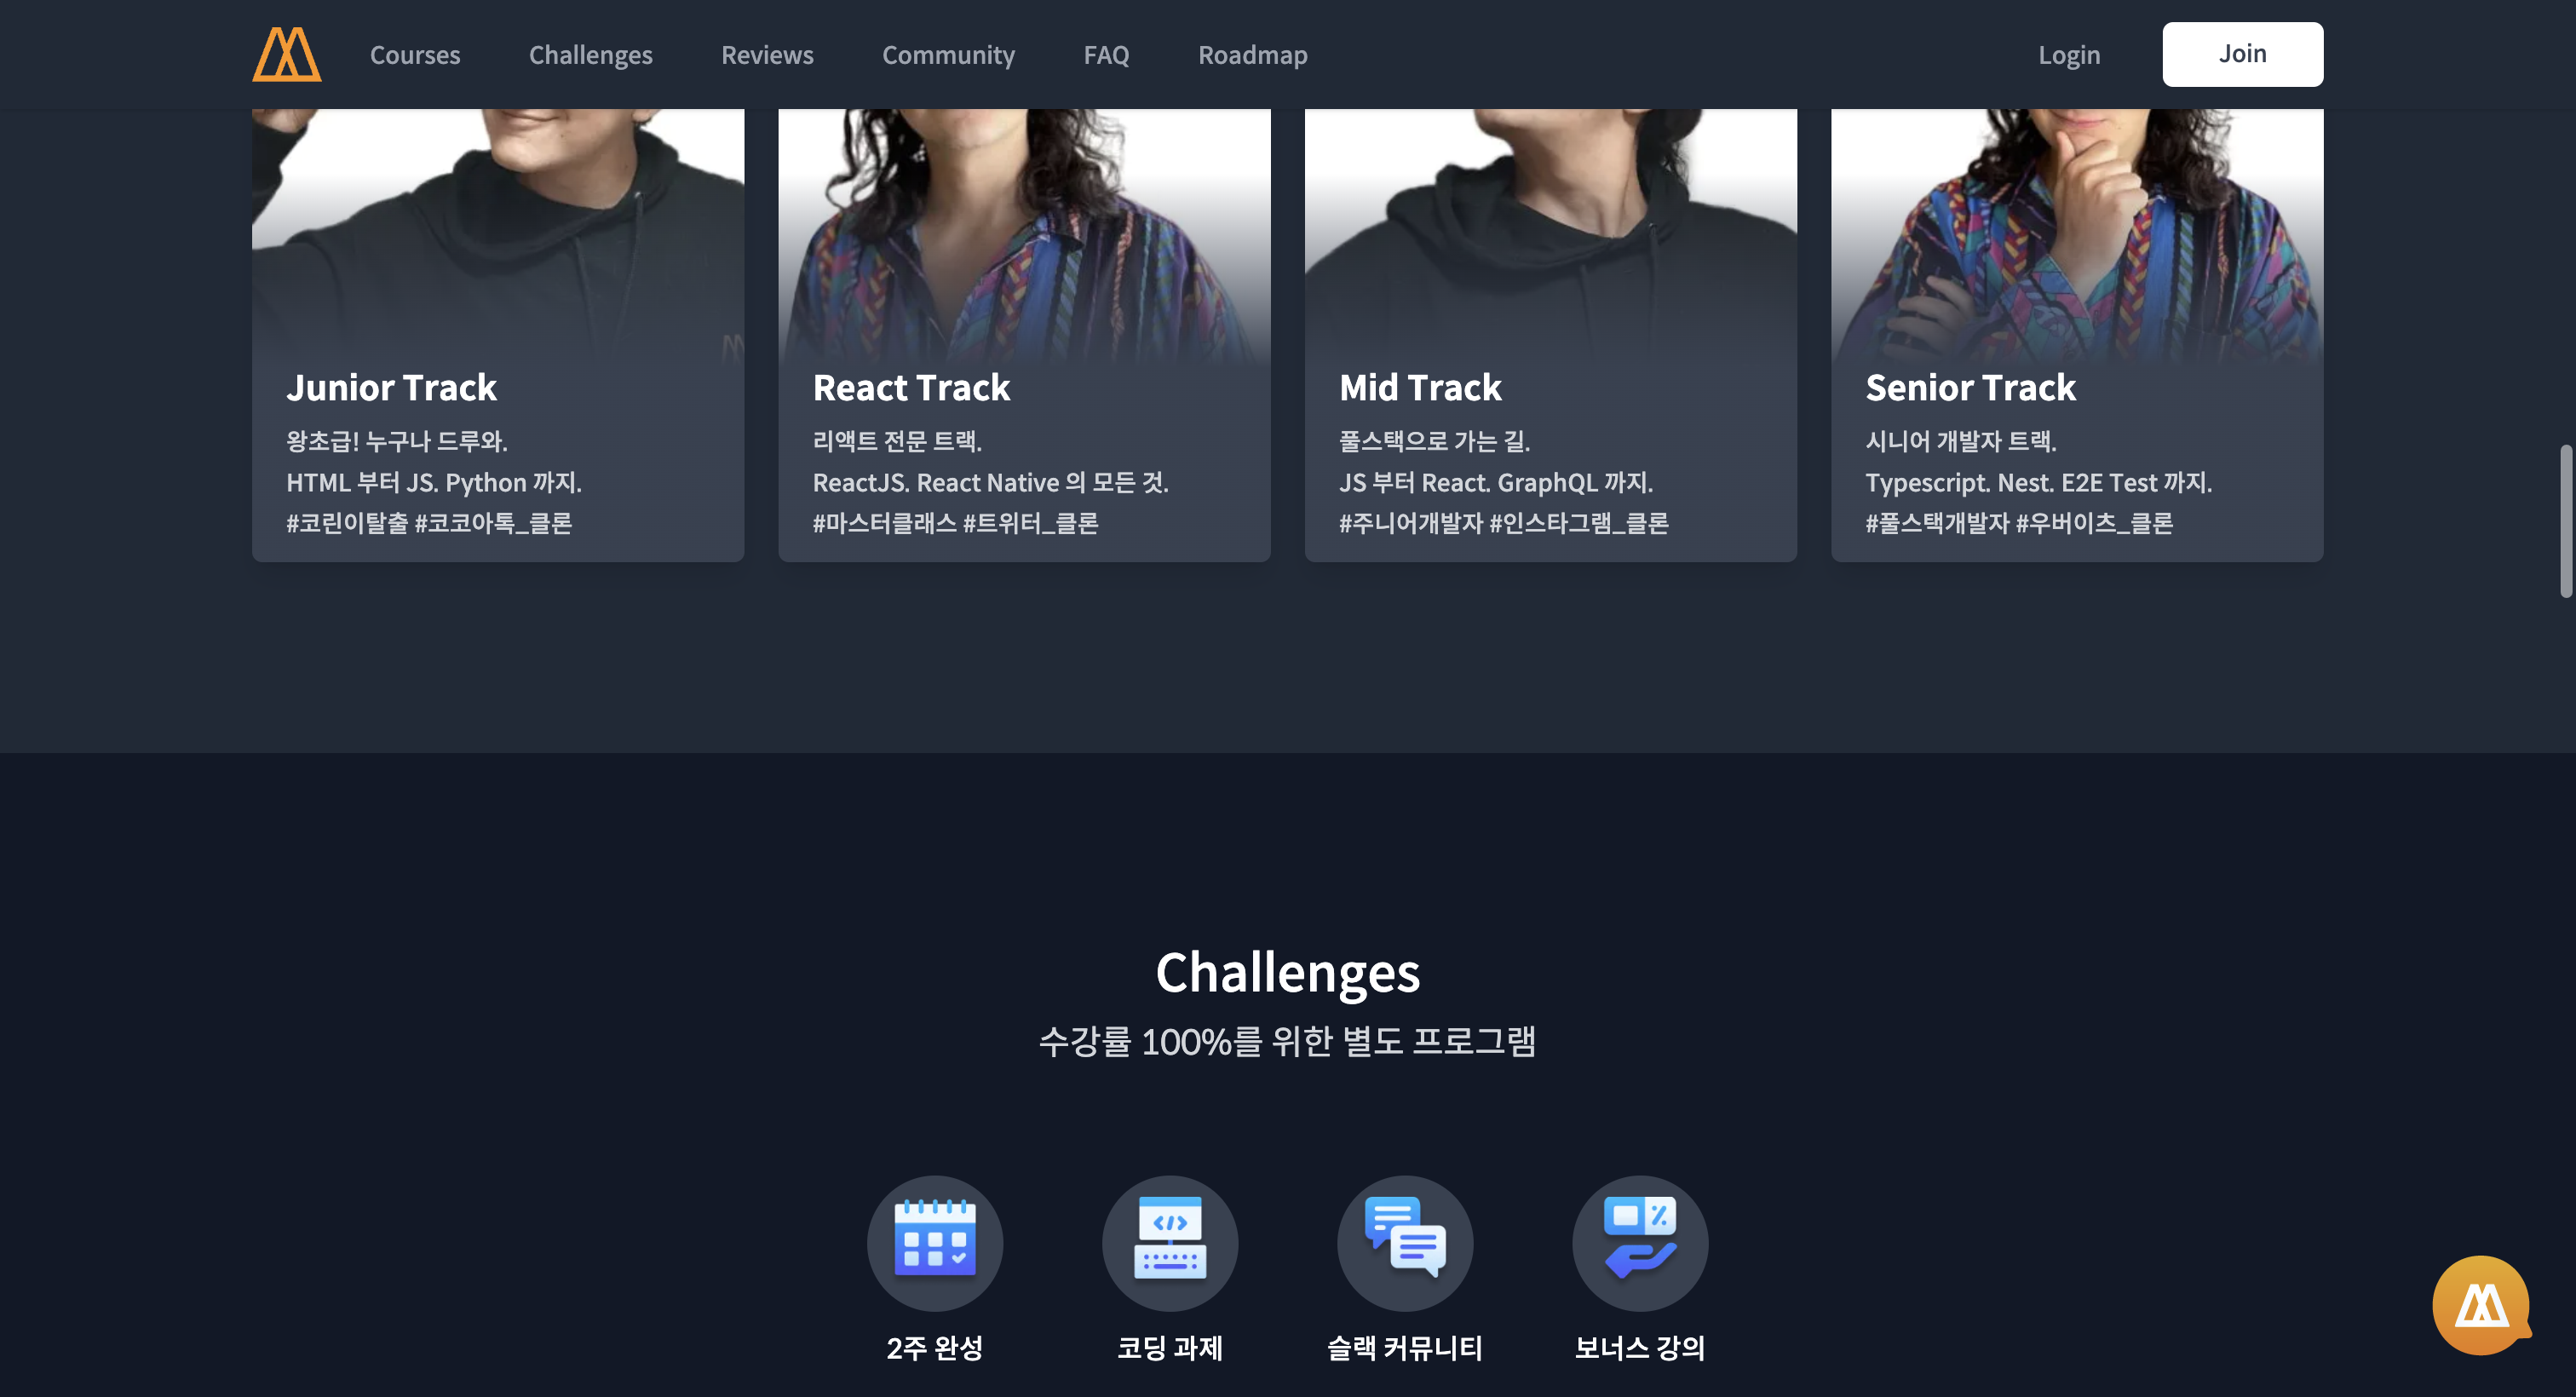 Courses
Challenges
Reviews
Community
FAQ
Roadmap
Login
Join
Junior Track
왕초급! 누구나 드루와.
HTML 부터 JS. Python 까지.
#코린이탈출 #코코아톡_클론
React Track
리액트 전문 트랙.
ReactJS. React Native 의 모든 것.
#마스터클래스 #트위터_클론
Mid Track
풀스택으로 가는 길.
JS 부터 React. GraphQL 까지.
#주니어개발자 #인스타그램_클론
Senior Track
시니어 개발자 트랙.
Typescript. Nest. E2E Test 까지.
#풀스택개발자 #우버이츠_클론
Challenges
수강률 100%를 위한 별도 프로그램
2주 완성
코딩 과제
슬랙 커뮤니티
보너스 강의